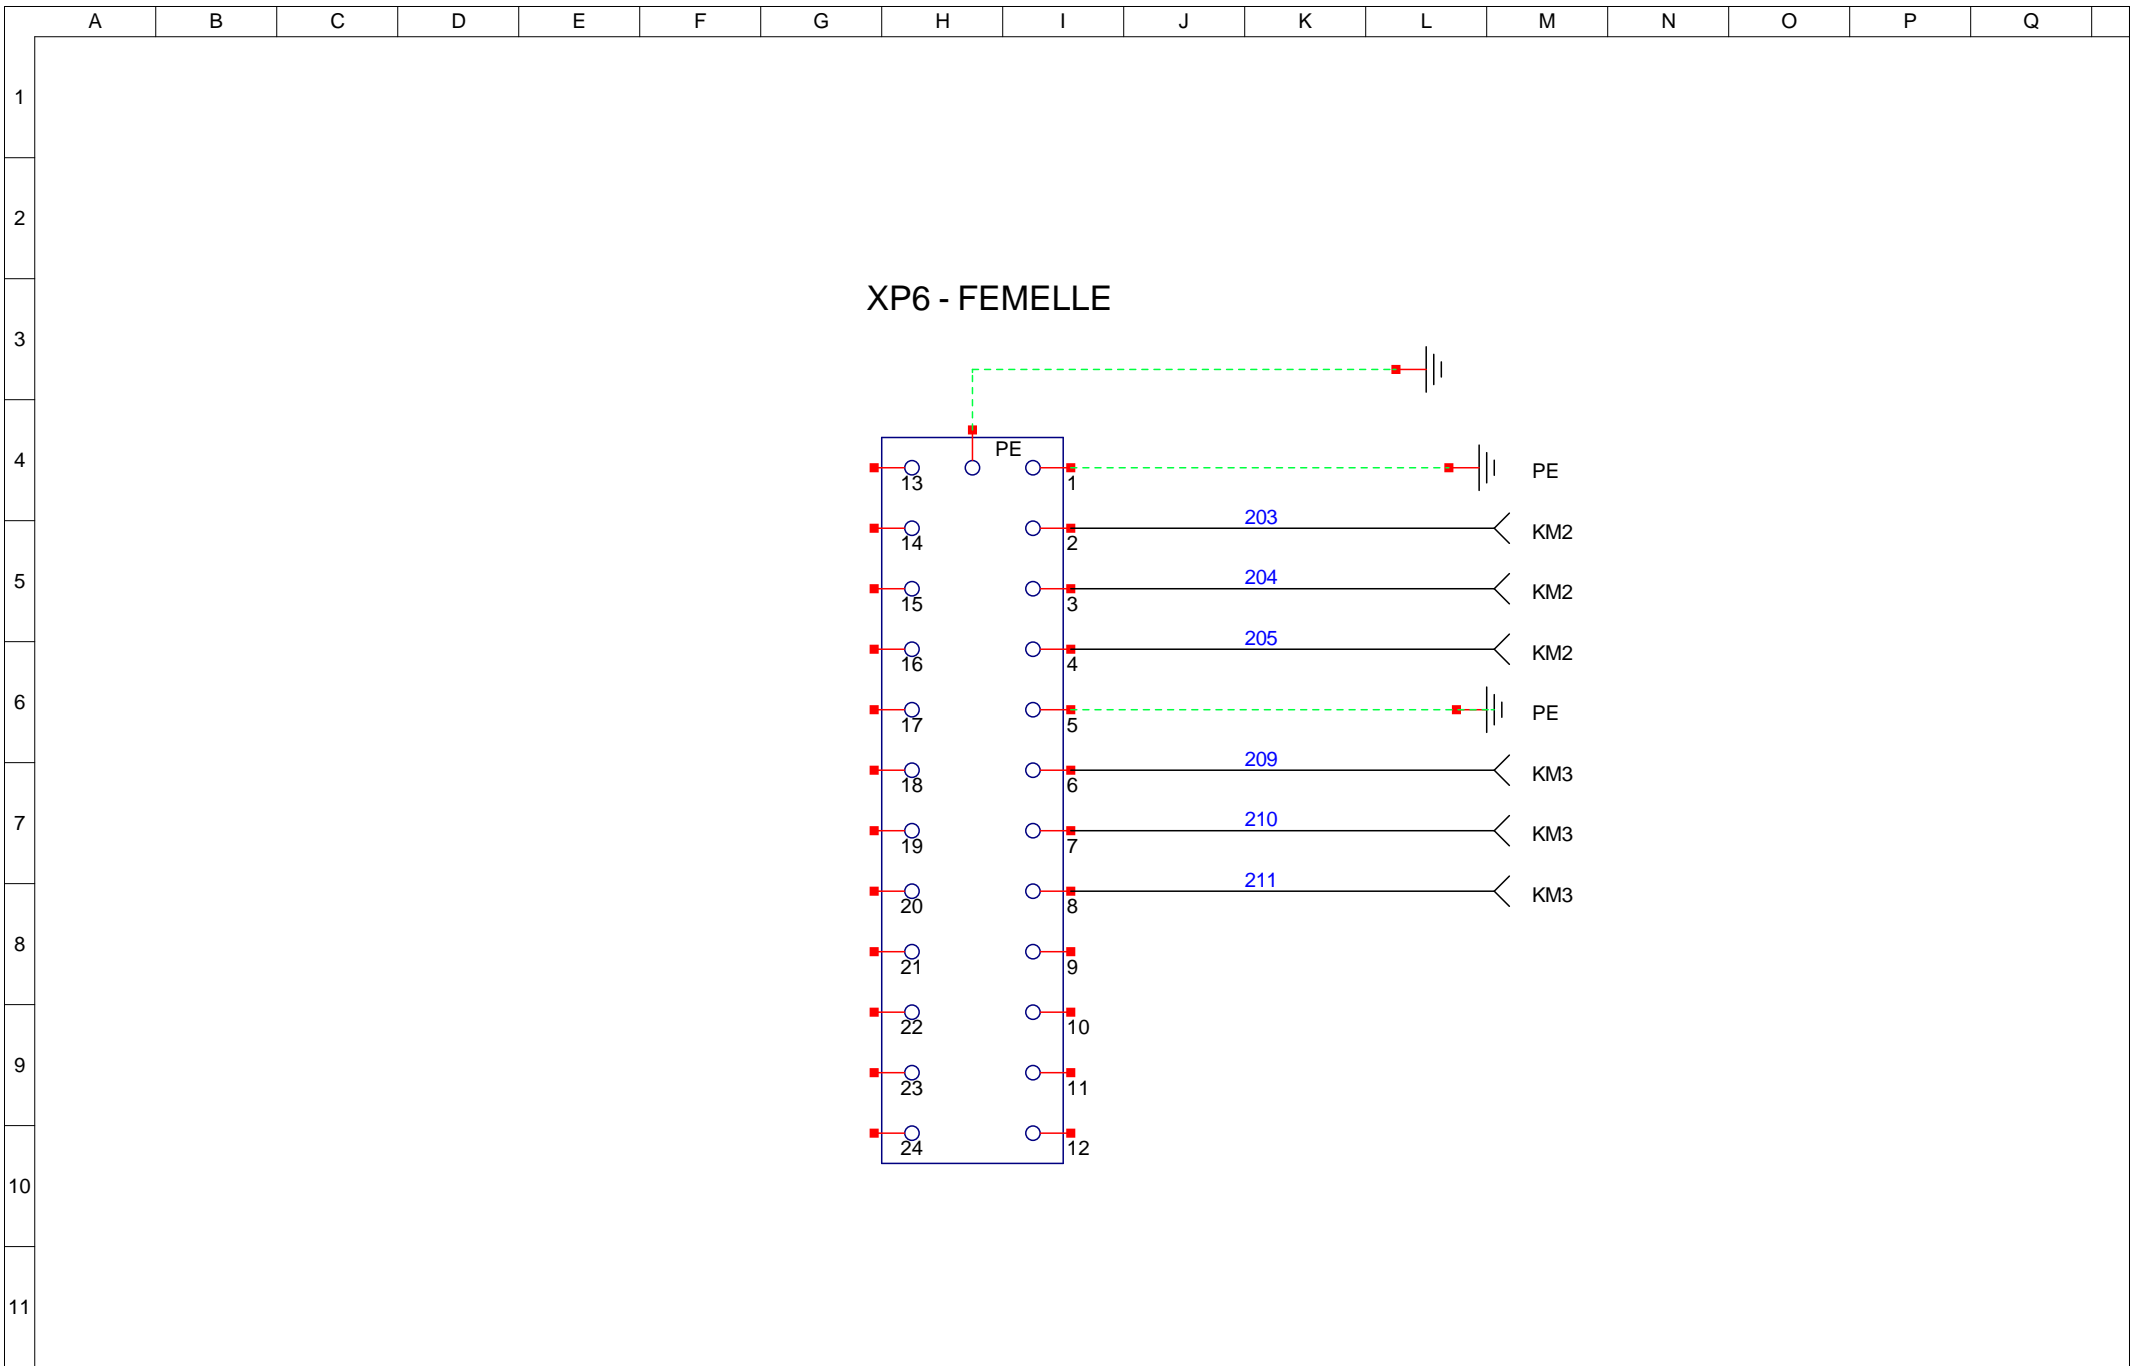 A B C D E F G H I J K L M N O P Q
1
2
XP6 - FEMELLE
3
PE
4
13 1 PE
203
14 2 KM2
204
5
15 3 KM2
205
16 4 KM2
6
17 5 PE
209
18 6 KM3
210
7
19 7 KM3
211
20 8 KM3
8
21 9
22 10
9
23 11
24 12
10
11